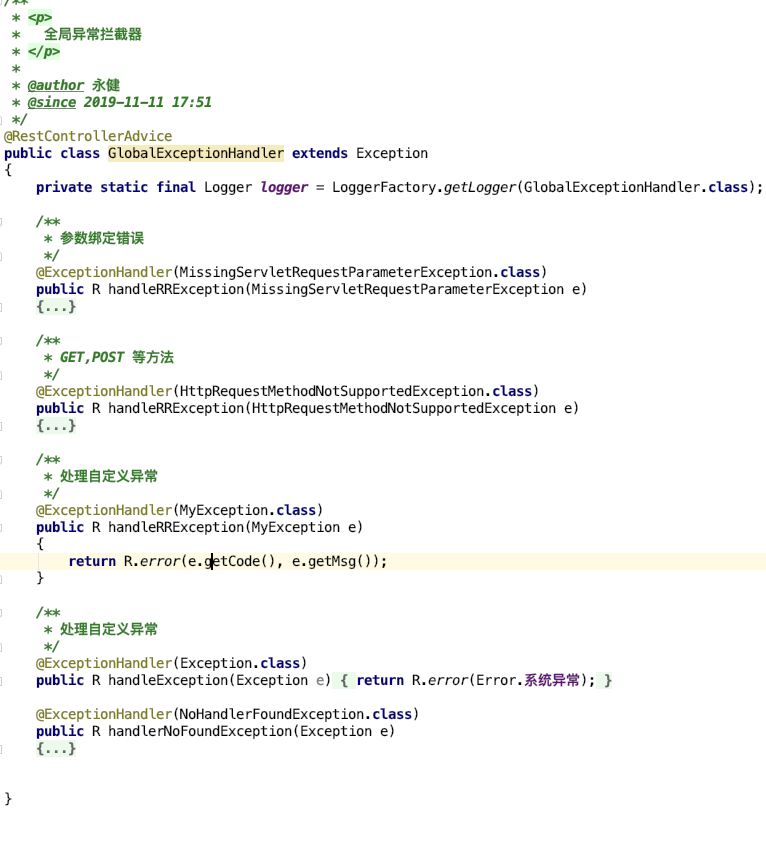 /**
 * <p>
 *   全局异常拦截器
 * </p>
 *
 * @author 永健
 * @since 2019-11-11 17:51
 */
@RestControllerAdvice
public class GlobalExceptionHandler extends Exception
{
    private static final Logger logger = LoggerFactory.getLogger(GlobalExceptionHandler.class);

    /**
     * 参数绑定错误
     */
    @ExceptionHandler(MissingServletRequestParameterException.class)
    public R handleRRException(MissingServletRequestParameterException e)
    {...}

    /**
     * GET,POST 等方法
     */
    @ExceptionHandler(HttpRequestMethodNotSupportedException.class)
    public R handleRRException(HttpRequestMethodNotSupportedException e)
    {...}

    /**
     * 处理自定义异常
     */
    @ExceptionHandler(MyException.class)
    public R handleRRException(MyException e)
    {
        return R.error(e.getCode(), e.getMsg());
    }

    /**
     * 处理自定义异常
     */
    @ExceptionHandler(Exception.class)
    public R handleException(Exception e) { return R.error(Error.系统异常); }

    @ExceptionHandler(NoHandlerFoundException.class)
    public R handlerNoFoundException(Exception e)
    {...}

}